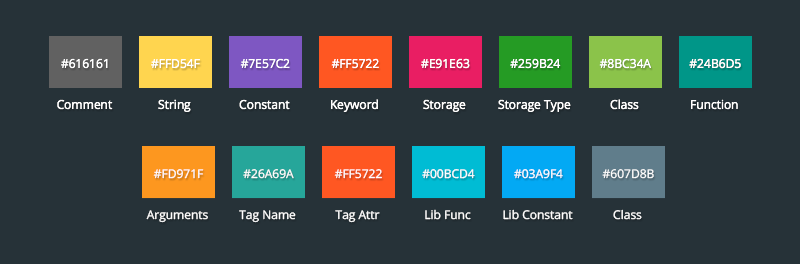 #616161 #FFD54F #7E57C2 #FF5722 #E91E63 #259B24 #8BC34A #24B6D5
Comment String Constant Keyword Storage Storage Type Class Function
#FD971F #26A69A #FF5722 #00BCD4 #03A9F4 #607D8B
Arguments Tag Name Tag Attr Lib Func Lib Constant Class